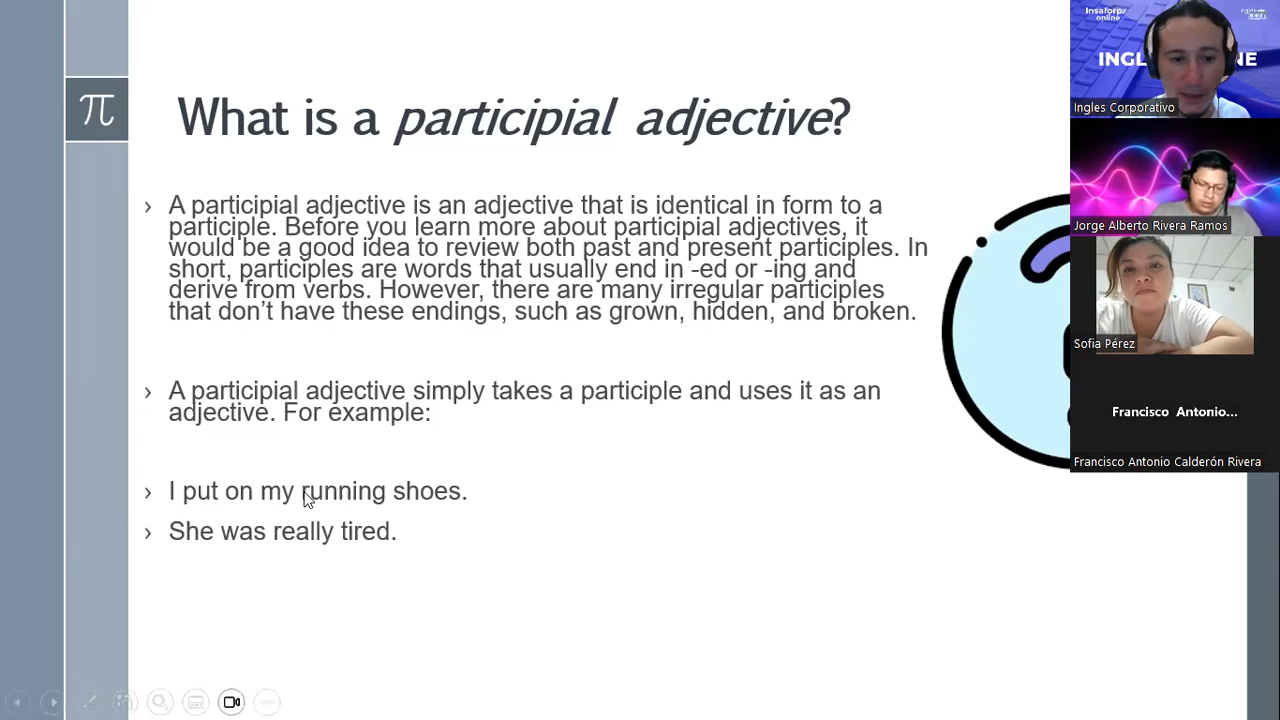 What is a participial adjective?
› A participial adjective is an adjective that is identical in form to a
participle. Before you learn more about participial adjectives, it
would be a good idea to review both past and present participles. In
short, participles are words that usually end in -ed or -ing and
derive from verbs. However, there are many irregular participles
that don’t have these endings, such as grown, hidden, and broken.
› A participial adjective simply takes a participle and uses it as an
adjective. For example:
› I put on my running shoes.
› She was really tired.
π
Insaforp
online
INGL NE
Ingles Corporativo
Jorge Alberto Rivera Ramos
Sofia Pérez
Francisco Antonio...
Francisco Antonio Calderón Rivera